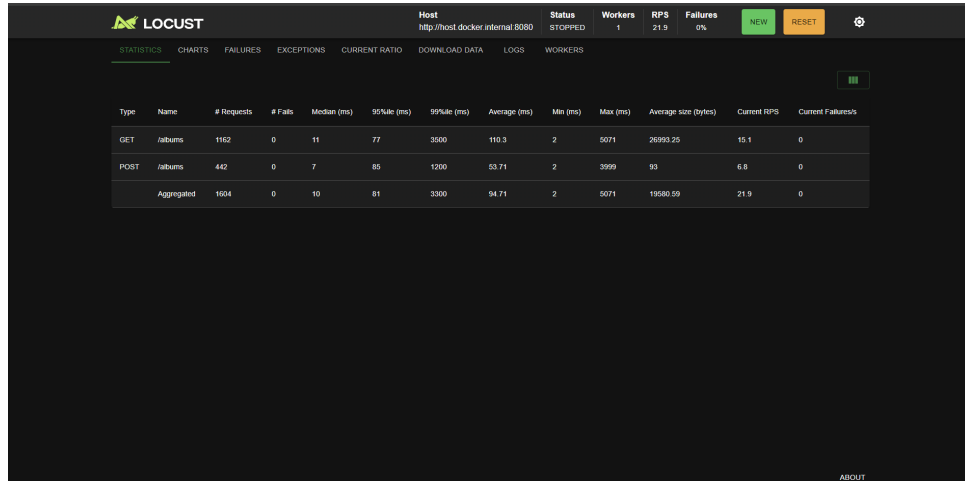 LOCUST
Host Status Workers RPS Failures
http://host.docker.internal:8080 STOPPED 1 21.9 0%
NEW RESET
STATISTICS CHARTS FAILURES EXCEPTIONS CURRENT RATIO DOWNLOAD DATA LOGS WORKERS
Type Name # Requests # Fails Median (ms) 95%ile (ms) 99%ile (ms) Average (ms) Min (ms) Max (ms) Average size (bytes) Current RPS Current Failures/s
GET /albums 1162 0 11 77 3500 110.3 2 5071 26993.25 15.1 0
POST /albums 442 0 7 85 1200 53.71 2 3999 93 6.8 0
Aggregated 1604 0 10 81 3300 94.71 2 5071 19580.59 21.9 0
ABOUT